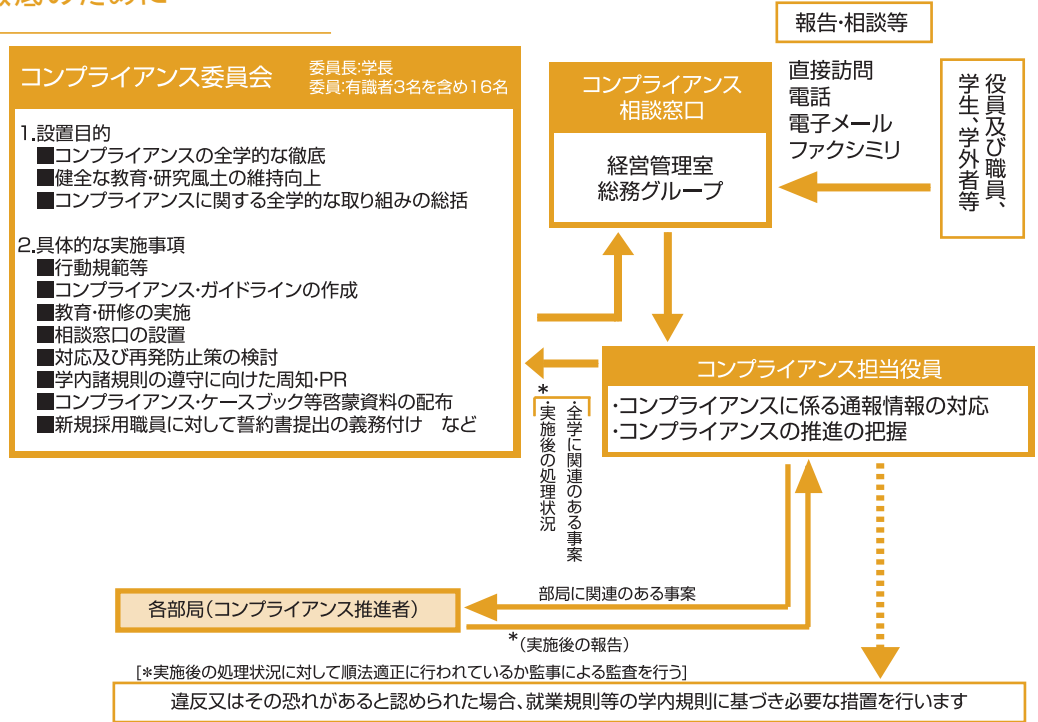 底のために
報告・相談等
コンプライアンス委員会
委員長:学長
委員:有識者3名を含め16名
1.設置目的
■コンプライアンスの全学的な徹底
■健全な教育・研究風土の維持向上
■コンプライアンスに関する全学的な取り組みの総括
2.具体的な実施事項
■行動規範等
■コンプライアンス・ガイドラインの作成
■教育・研修の実施
■相談窓口の設置
■対応及び再発防止策の検討
■学内諸規則の遵守に向けた周知・PR
■コンプライアンス・ケースブック等啓蒙資料の配布
■新規採用職員に対して誓約書提出の義務付け　など
コンプライアンス
相談窓口
経営管理室
総務グループ
直接訪問
電話
電子メール
ファクシミリ
役員及び職員、
学生、学外者等
コンプライアンス担当役員
・コンプライアンスに係る通報情報の対応
・コンプライアンスの推進の把握
・全学に関連のある事案
*・実施後の処理状況
部局に関連のある事案
各部局(コンプライアンス推進者)
*(実施後の報告)
[*実施後の処理状況に対して順法適正に行われているか監事による監査を行う]
違反又はその恐れがあると認められた場合、就業規則等の学内規則に基づき必要な措置を行います